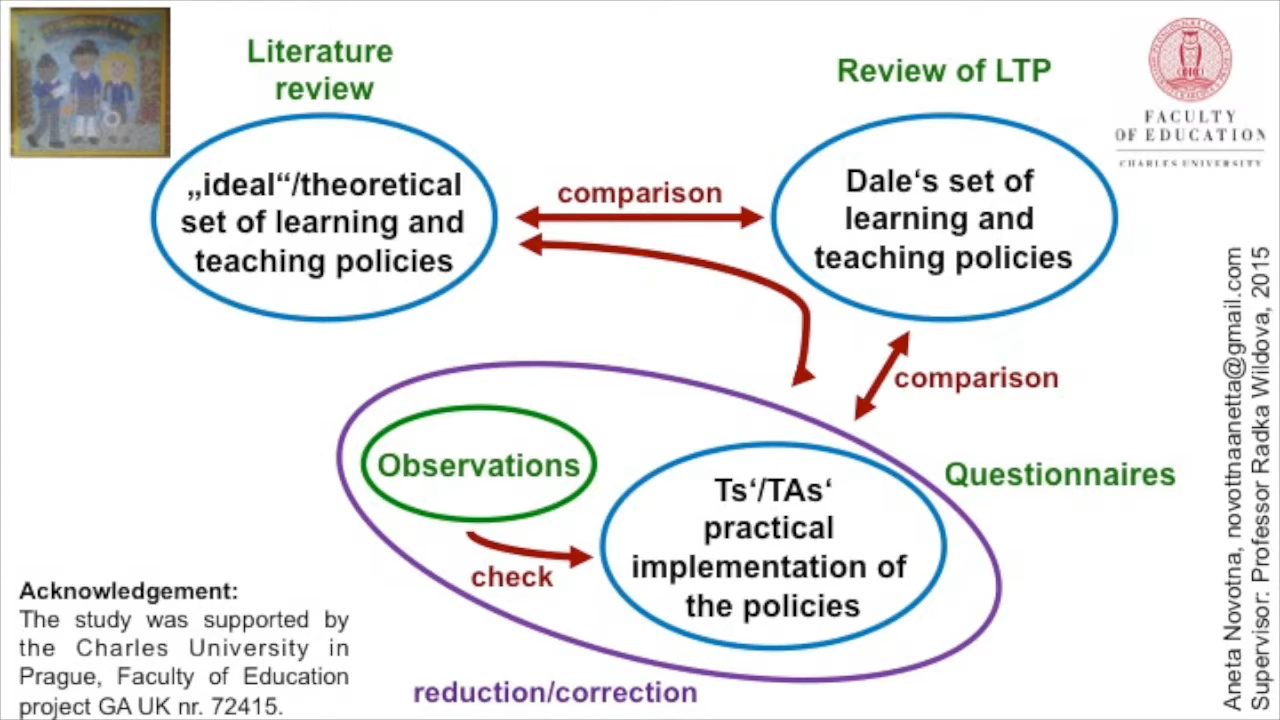 Literature
review
Review of LTP
FACULTY
OF EDUCATION
CHARLES UNIVERSITY
„ideal“/theoretical
set of learning and
teaching policies
comparison
Dale‘s set of
learning and
teaching policies
comparison
Observations
check
Ts‘/TAs‘
practical
implementation of
the policies
Questionnaires
reduction/correction
Acknowledgement:
The study was supported by
the Charles University in
Prague, Faculty of Education
project GA UK nr. 72415.
Aneta Novotna, novottnaanetta@gmail.com
Supervisor: Professor Radka Wildova, 2015